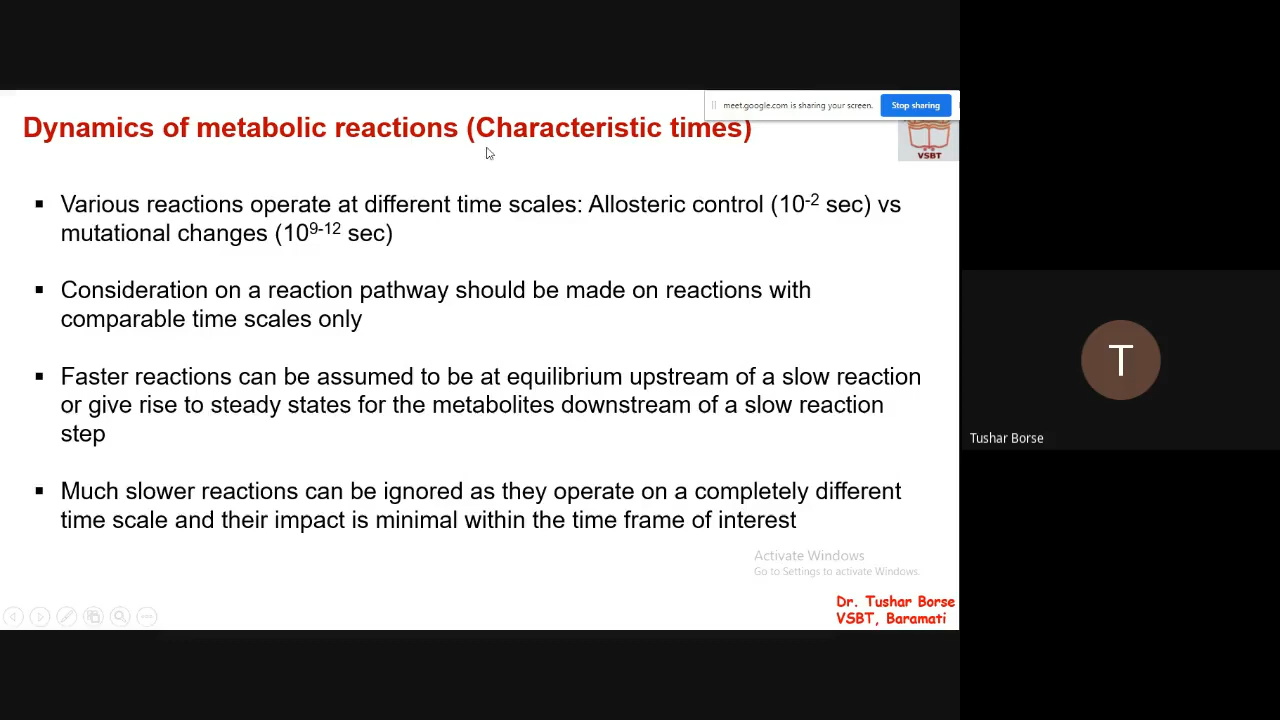 meet.google.com is sharing your screen.
Stop sharing
Dynamics of metabolic reactions (Characteristic times)
VSBT
▪ Various reactions operate at different time scales: Allosteric control (10⁻² sec) vs
mutational changes (10⁹⁻¹² sec)
▪ Consideration on a reaction pathway should be made on reactions with
comparable time scales only
▪ Faster reactions can be assumed to be at equilibrium upstream of a slow reaction
or give rise to steady states for the metabolites downstream of a slow reaction
step
▪ Much slower reactions can be ignored as they operate on a completely different
time scale and their impact is minimal within the time frame of interest
Activate Windows
Go to Settings to activate Windows.
Dr. Tushar Borse
VSBT, Baramati
T
Tushar Borse